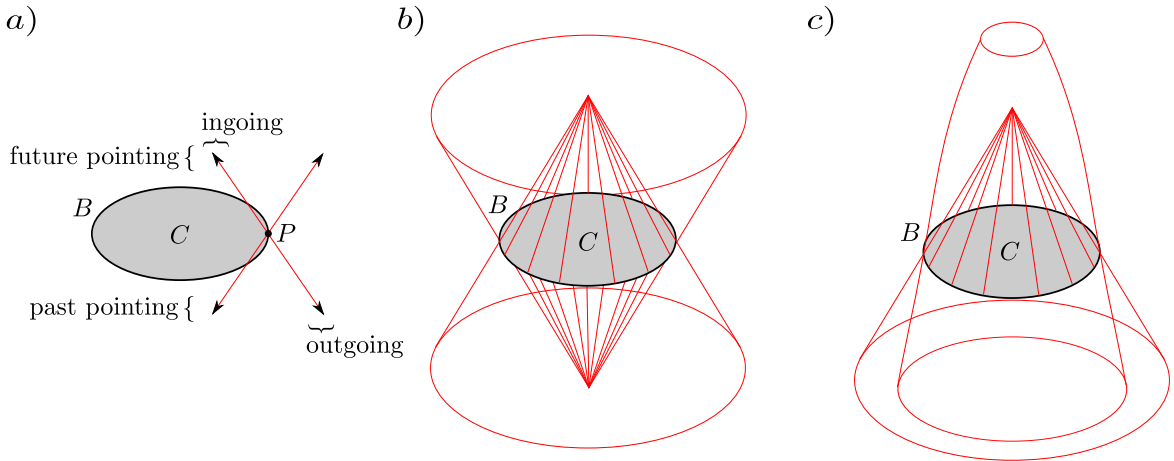 a)
b)
c)
ingoing
future pointing {
B
C
P
past pointing {
outgoing
B
C
B
C